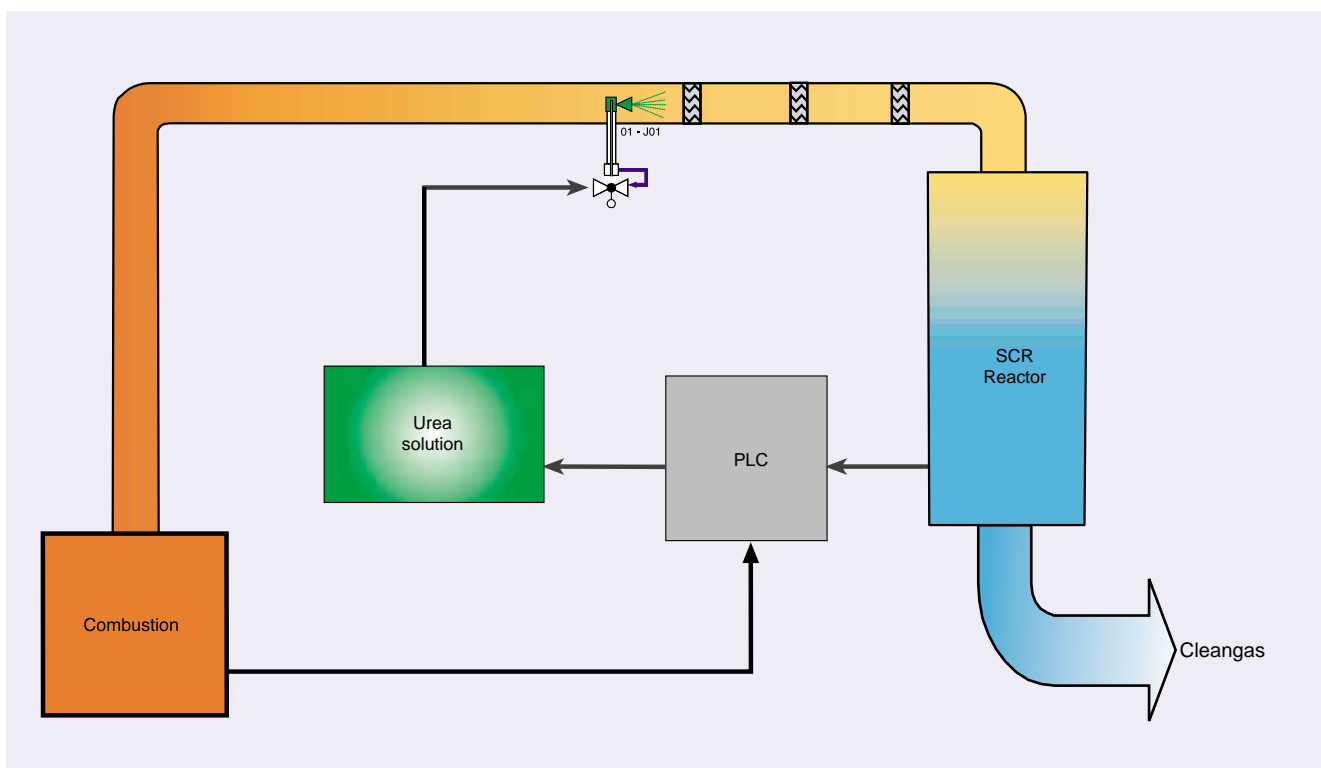 01 - J01
SCR
Reactor
Urea
solution
PLC
Combustion
Cleangas